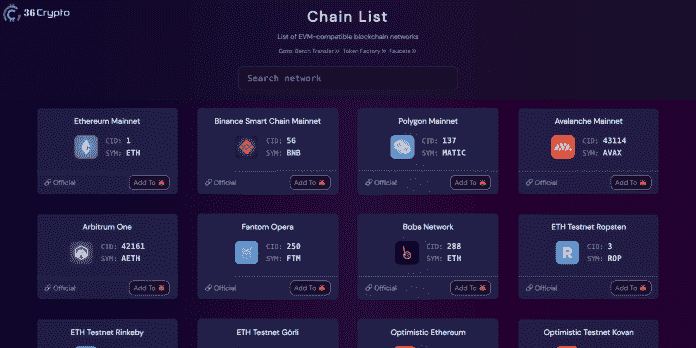 36Crypto
Chain List
List of EVM-compatible blockchain networks
Goto: Batch Transfer » Token Factory » Faucets »
Search network
Ethereum Mainnet
CID: 1
SYM: ETH
Official
Add To
Binance Smart Chain Mainnet
CID: 56
SYM: BNB
Official
Add To
Polygon Mainnet
CID: 137
SYM: MATIC
Official
Add To
Avalanche Mainnet
CID: 43114
SYM: AVAX
Official
Add To
Arbitrum One
CID: 42161
SYM: AETH
Official
Add To
Fantom Opera
CID: 250
SYM: FTM
Official
Add To
Boba Network
CID: 288
SYM: ETH
Official
Add To
ETH Testnet Ropsten
R
CID: 3
SYM: ROP
Official
Add To
ETH Testnet Rinkeby
ETH Testnet Görli
Optimistic Ethereum
Optimistic Testnet Kovan